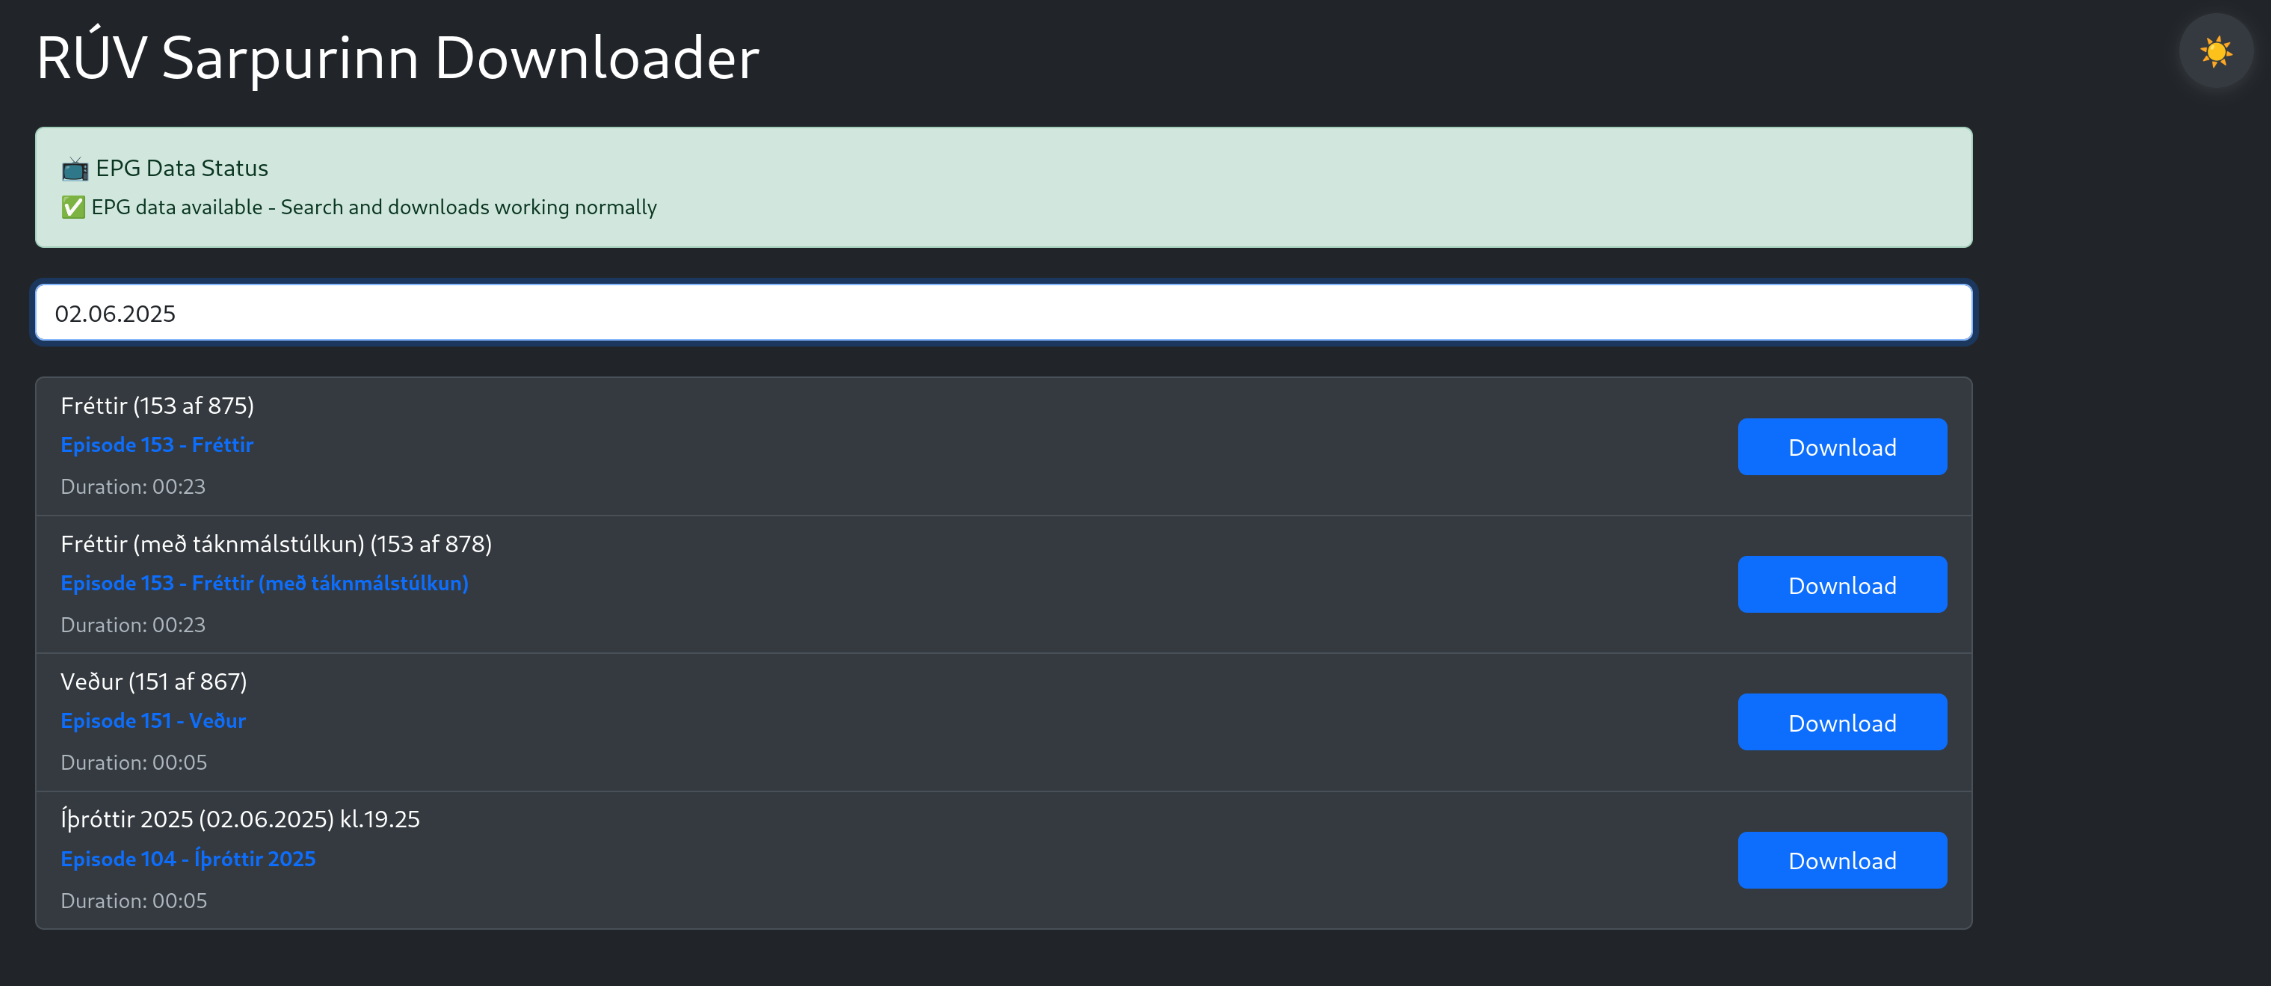 RÚV Sarpurinn Downloader
📺 EPG Data Status
✅ EPG data available - Search and downloads working normally
02.06.2025
Fréttir (153 af 875)
Episode 153 - Fréttir
Duration: 00:23
Download
Fréttir (með táknmálstúlkun) (153 af 878)
Episode 153 - Fréttir (með táknmálstúlkun)
Duration: 00:23
Download
Veður (151 af 867)
Episode 151 - Veður
Duration: 00:05
Download
Íþróttir 2025 (02.06.2025) kl.19.25
Episode 104 - Íþróttir 2025
Duration: 00:05
Download